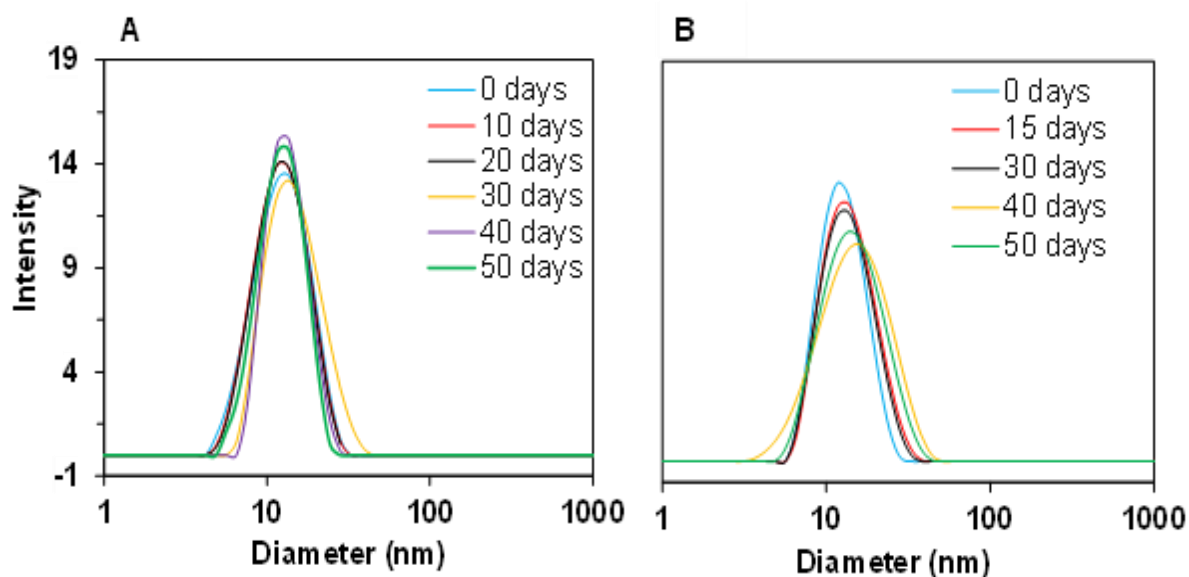 A
19
14
9
4
-1
Intensity
0 days
10 days
20 days
30 days
40 days
50 days
1
10
100
1000
Diameter (nm)
B
0 days
15 days
30 days
40 days
50 days
1
10
100
1000
Diameter (nm)